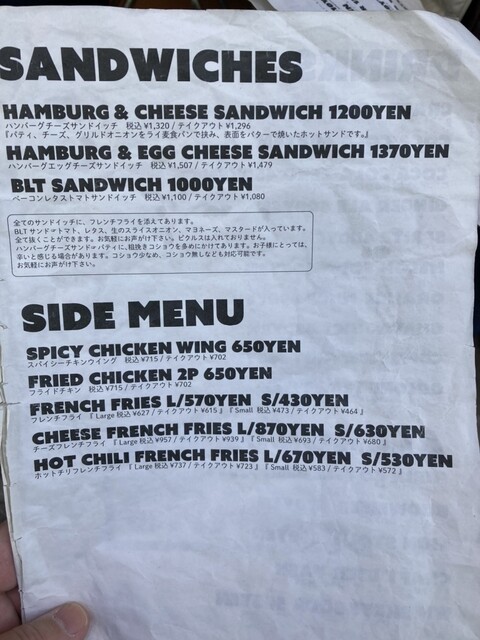 SANDWICHES
HAMBURG & CHEESE SANDWICH 1200YEN
ハンバーグチーズサンドイッチ 税込 ¥1,320 / テイクアウト ¥1,296
『パティ、チーズ、グリルドオニオンをライ麦食パンで挟み、表面をバターで焼いたホットサンドです。』
HAMBURG & EGG CHEESE SANDWICH 1370YEN
ハンバーグエッグチーズサンドイッチ 税込 ¥1,507 / テイクアウト ¥1,479
BLT SANDWICH 1000YEN
ベーコンレタストマトサンドイッチ 税込 ¥1,100 / テイクアウト ¥1,080
全てのサンドイッチに、フレンチフライを添えてあります。
BLT サンド☞トマト、レタス、生のスライスオニオン、マヨネーズ、マスタードが入っています。
全て抜くことができます。お気軽にお声がけ下さい。ピクルスは入れておりません。
ハンバーグチーズサンド☞パティに、粗挽きコショウを多めにかけてあります。お子様にとっては、
辛いと感じる場合があります。コショウ少なめ、コショウ無しなども対応可能です。
お気軽にお声がけ下さい。
SIDE MENU
SPICY CHICKEN WING 650YEN
スパイシーチキンウイング 税込 ¥715 / テイクアウト ¥702
FRIED CHICKEN 2P 650YEN
フライドチキン 税込 ¥715 / テイクアウト ¥702
FRENCH FRIES L/570YEN S/430YEN
フレンチフライ 『 Large 税込 ¥627 / テイクアウト ¥615 』『 Small 税込 ¥473 / テイクアウト ¥464 』
CHEESE FRENCH FRIES L/870YEN S/630YEN
チーズフレンチフライ 『 Large 税込 ¥957 / テイクアウト ¥939 』『 Small 税込 ¥693 / テイクアウト ¥680 』
HOT CHILI FRENCH FRIES L/670YEN S/530YEN
ホットチリフレンチフライ 『 Large 税込 ¥737 / テイクアウト ¥723 』『 Small 税込 ¥583 / テイクアウト ¥572 』